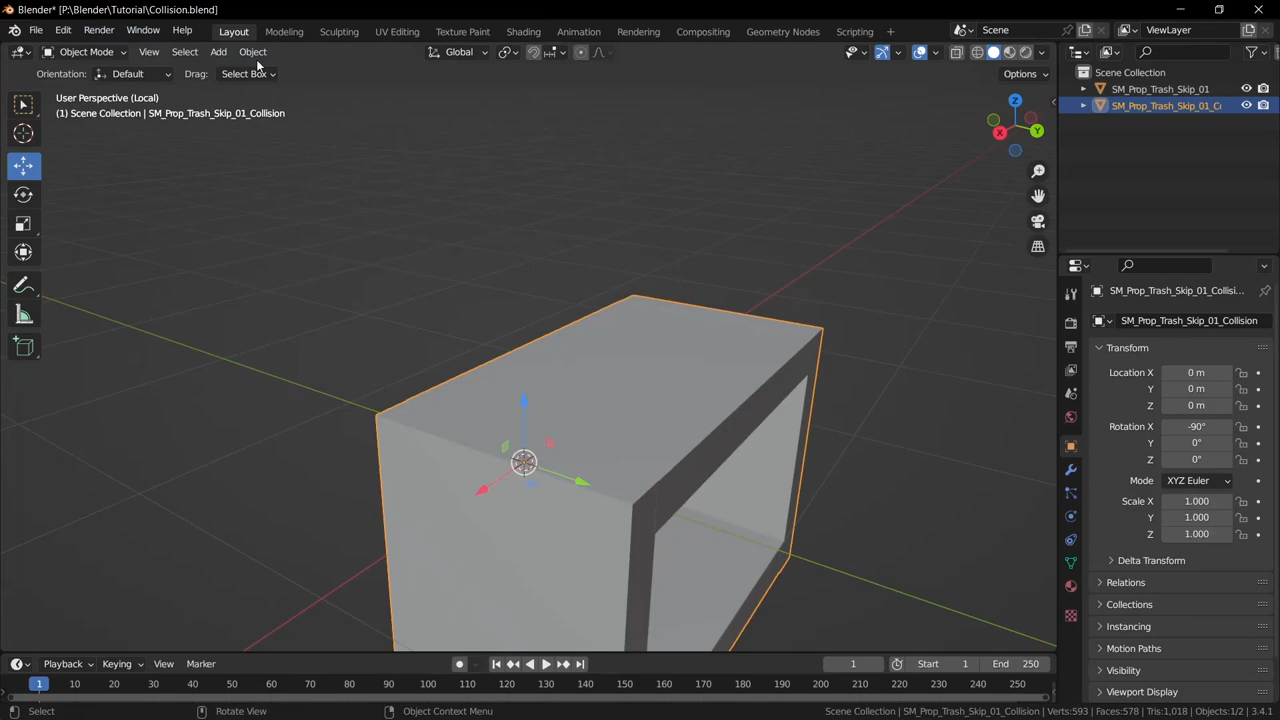 Blender* [P:\Blender\Tutorial\Collision.blend]
File Edit Render Window Help Layout Modeling Sculpting UV Editing Texture Paint Shading Animation Rendering Compositing Geometry Nodes Scripting + Scene ViewLayer
Object Mode View Select Add Object Global
Orientation: Default Drag: Select Box Options
User Perspective (Local)
(1) Scene Collection | SM_Prop_Trash_Skip_01_Collision
Z
X
Y
Scene Collection
SM_Prop_Trash_Skip_01
SM_Prop_Trash_Skip_01_C
SM_Prop_Trash_Skip_01_Collisi...
SM_Prop_Trash_Skip_01_Collision
Transform
Location X 0 m
Y 0 m
Z 0 m
Rotation X -90°
Y 0°
Z 0°
Mode XYZ Euler
Scale X 1.000
Y 1.000
Z 1.000
Delta Transform
Relations
Collections
Instancing
Motion Paths
Visibility
Viewport Display
Playback Keying View Marker 1 Start 1 End 250
1 10 20 30 40 50 60 70 80 90 100 110 120 130 140 150 160 170 180 190 200 210 220 230 240 250
Select Rotate View Object Context Menu Scene Collection | SM_Prop_Trash_Skip_01_Collision | Verts:593 | Faces:578 | Tris:1,018 | Objects:1/2 | 3.4.1